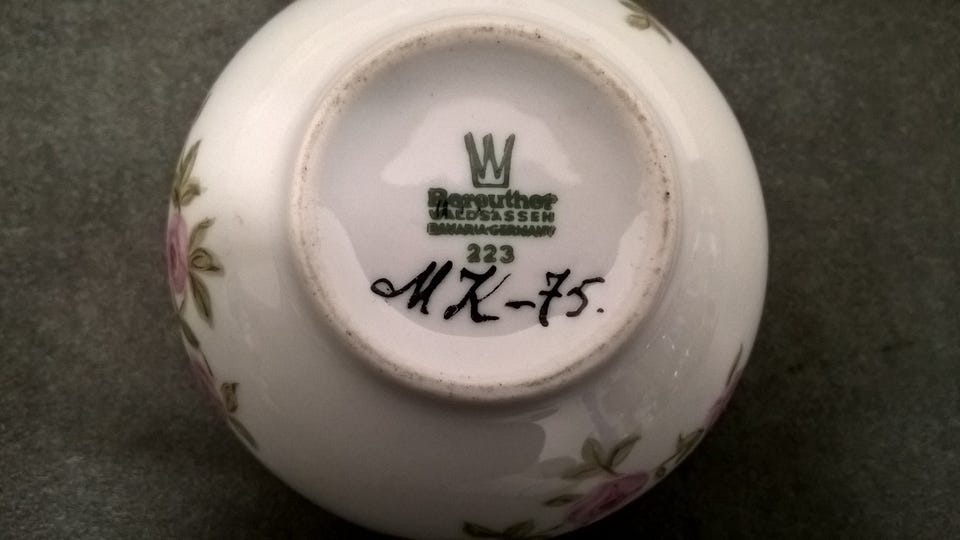 W
Bareuther
WALDSASSEN
BAVARIA-GERMANY
223
MK-75.